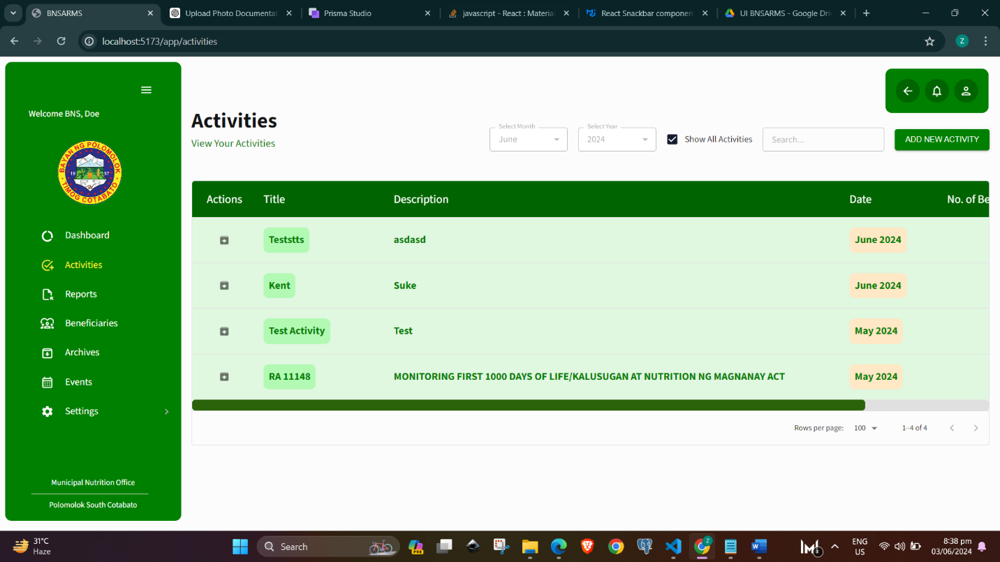 BNSARMS
Upload Photo Documentat
Prisma Studio
javascript - React : Material
React Snackbar component
UI BNSARMS - Google Dri
localhost:5173/app/activities
Z
Welcome BNS, Doe
BAYAN NG POLOMOLOK
19 57
TIMOG COTABATO
Dashboard
Activities
Reports
Beneficiaries
Archives
Events
Settings
Municipal Nutrition Office
Polomolok South Cotabato
Activities
View Your Activities
Select Month
June
Select Year
2024
Show All Activities
Search...
ADD NEW ACTIVITY
Actions Title Description Date No. of Be
Teststts asdasd June 2024
Kent Suke June 2024
Test Activity Test May 2024
RA 11148 MONITORING FIRST 1000 DAYS OF LIFE/KALUSUGAN AT NUTRITION NG MAGNANAY ACT May 2024
Rows per page: 100 1–4 of 4
31°C
Haze
Search
PRE
Z
ENG
US
8:38 pm
03/06/2024